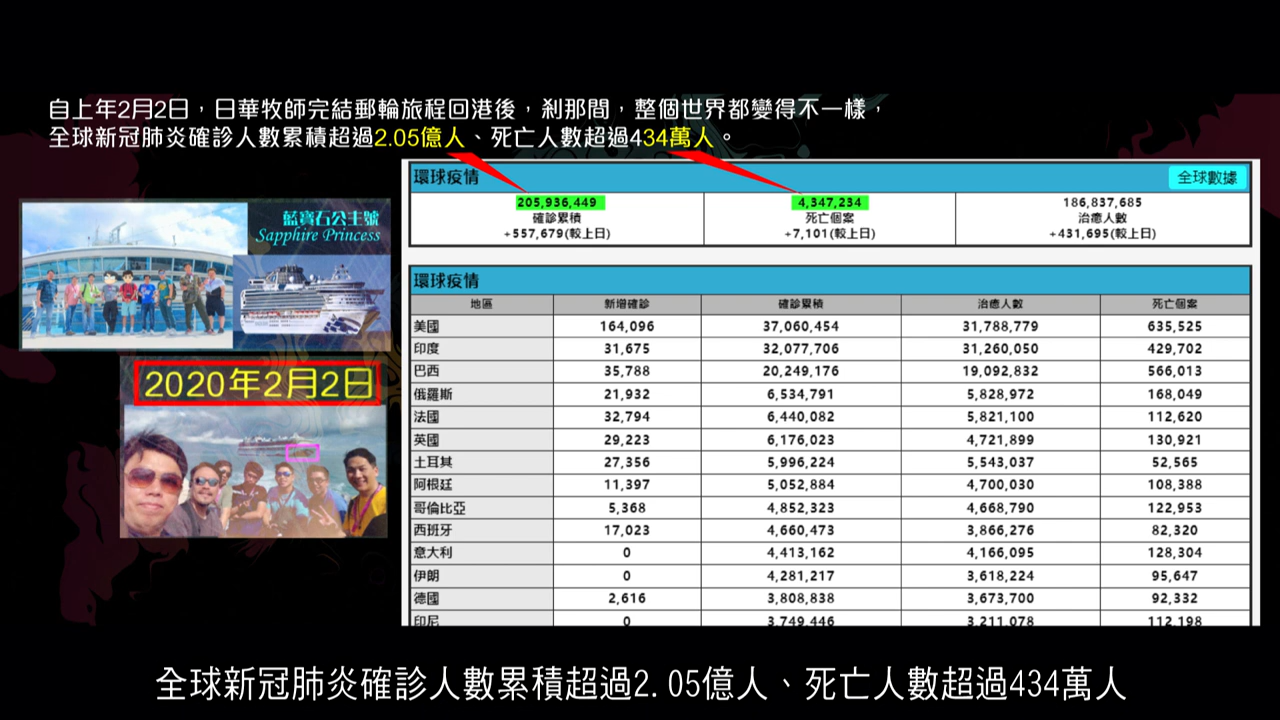 自上年2月2日，日華牧師完結郵輪旅程回港後，剎那間，整個世界都變得不一樣，
全球新冠肺炎確診人數累積超過2.05億人、死亡人數超過434萬人。
藍寶石公主號
Sapphire Princess
2020年2月2日
環球疫情 全球數據
205,936,449 4,347,234 186,837,685
確診累積 死亡個案 治癒人數
+557,679(較上日) +7,101(較上日) +431,695(較上日)
環球疫情
地區 新增確診 確診累積 治癒人數 死亡個案
美國 164,096 37,060,454 31,788,779 635,525
印度 31,675 32,077,706 31,260,050 429,702
巴西 35,788 20,249,176 19,092,832 566,013
俄羅斯 21,932 6,534,791 5,828,972 168,049
法國 32,794 6,440,082 5,821,100 112,620
英國 29,223 6,176,023 4,721,899 130,921
土耳其 27,356 5,996,224 5,543,037 52,565
阿根廷 11,397 5,052,884 4,700,030 108,388
哥倫比亞 5,368 4,852,323 4,668,790 122,953
西班牙 17,023 4,660,473 3,866,276 82,320
意大利 0 4,413,162 4,166,095 128,304
伊朗 0 4,281,217 3,618,224 95,647
德國 2,616 3,808,838 3,673,700 92,332
印尼 0 3,749,446 3,211,078 112,198
全球新冠肺炎確診人數累積超過2.05億人、死亡人數超過434萬人